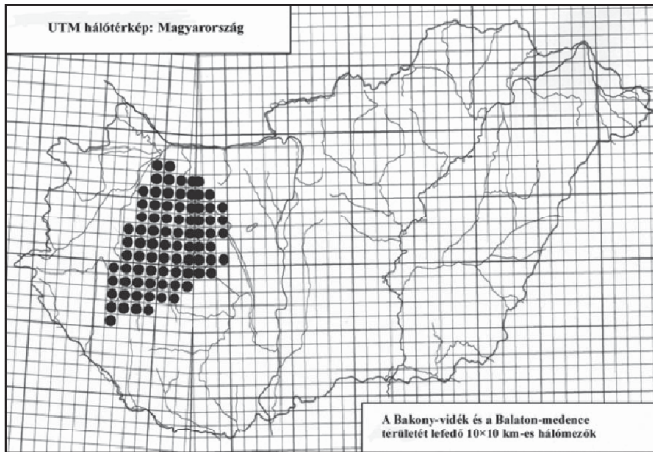 UTM hálótérkép: Magyarország
A Bakony-vidék és a Balaton-medence
területét lefedő 10×10 km-es hálómezők